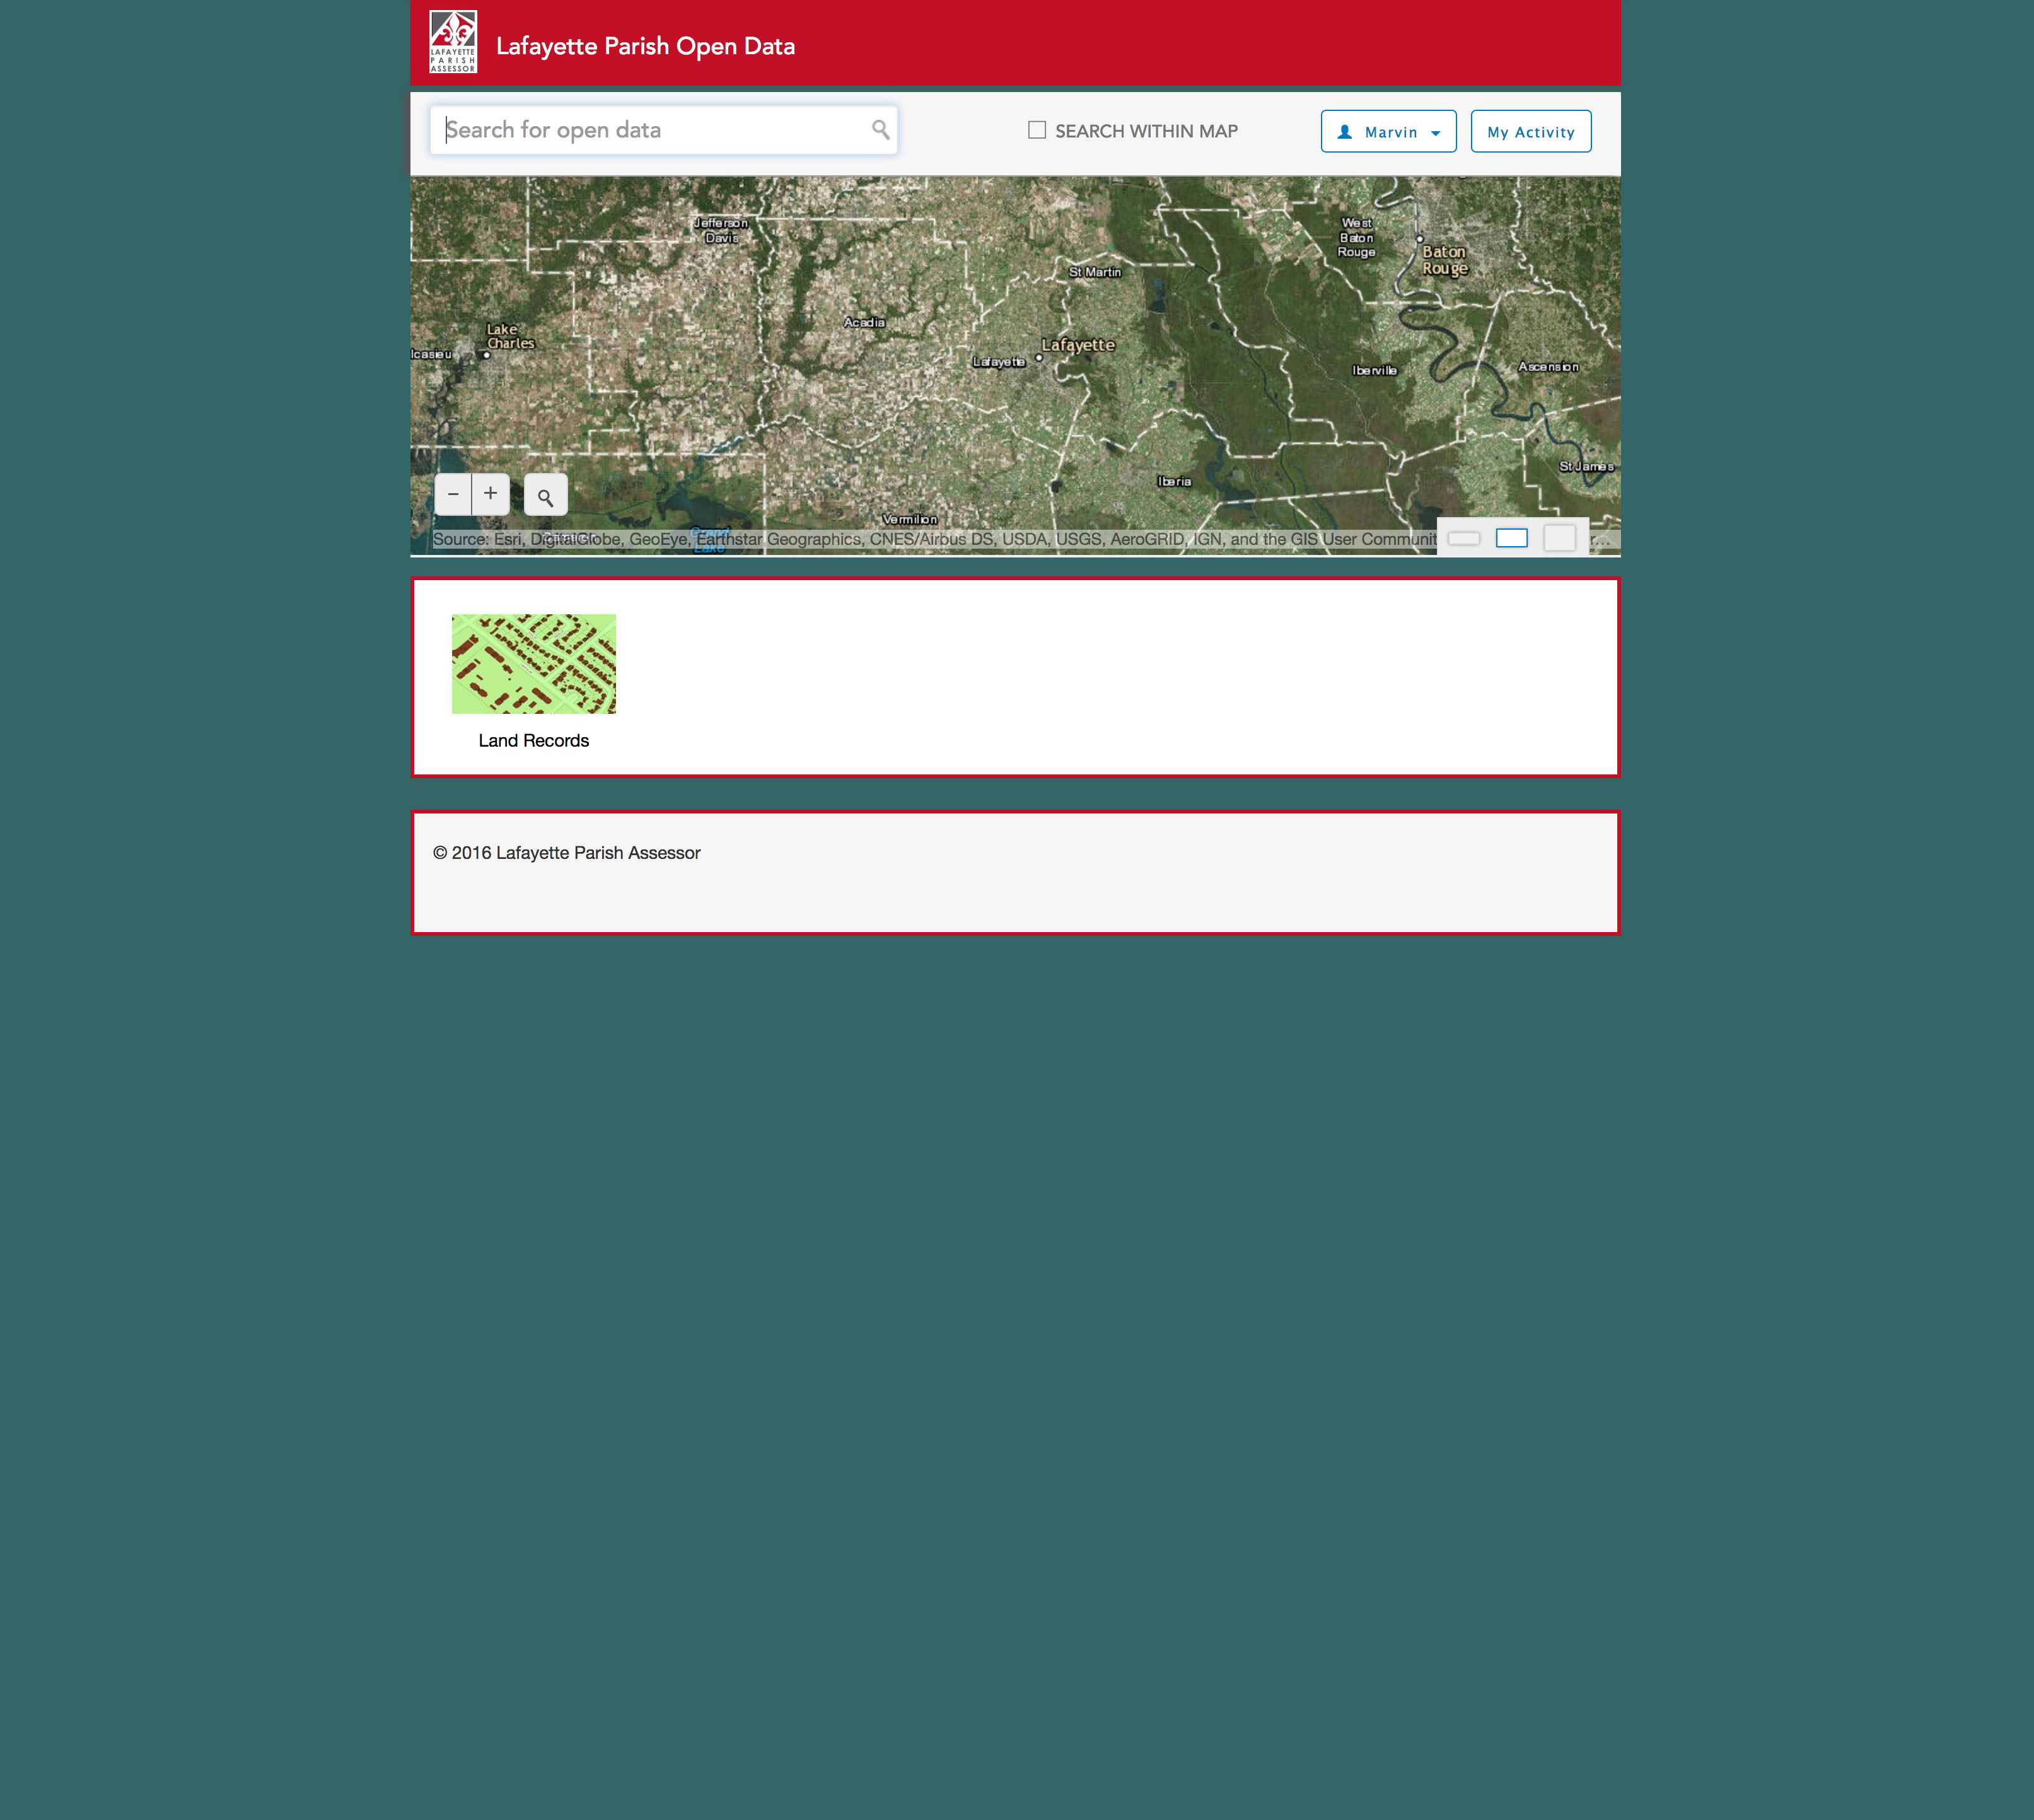 LAFAYETTE
PARISH
ASSESSOR
Lafayette Parish Open Data
Search for open data
SEARCH WITHIN MAP
Marvin
My Activity
Jefferson
Davis
West
Baton
Rouge
Baton
Rouge
St Martin
Acadia
Lake
Charles
lcasieu
Lafayette
Lafayette
Iberville
Ascension
St James
Iberia
Vermilion
Grand
Lake
Source: Esri, DigitalGlobe, GeoEye, Earthstar Geographics, CNES/Airbus DS, USDA, USGS, AeroGRID, IGN, and the GIS User Communit r...
Land Records
© 2016 Lafayette Parish Assessor